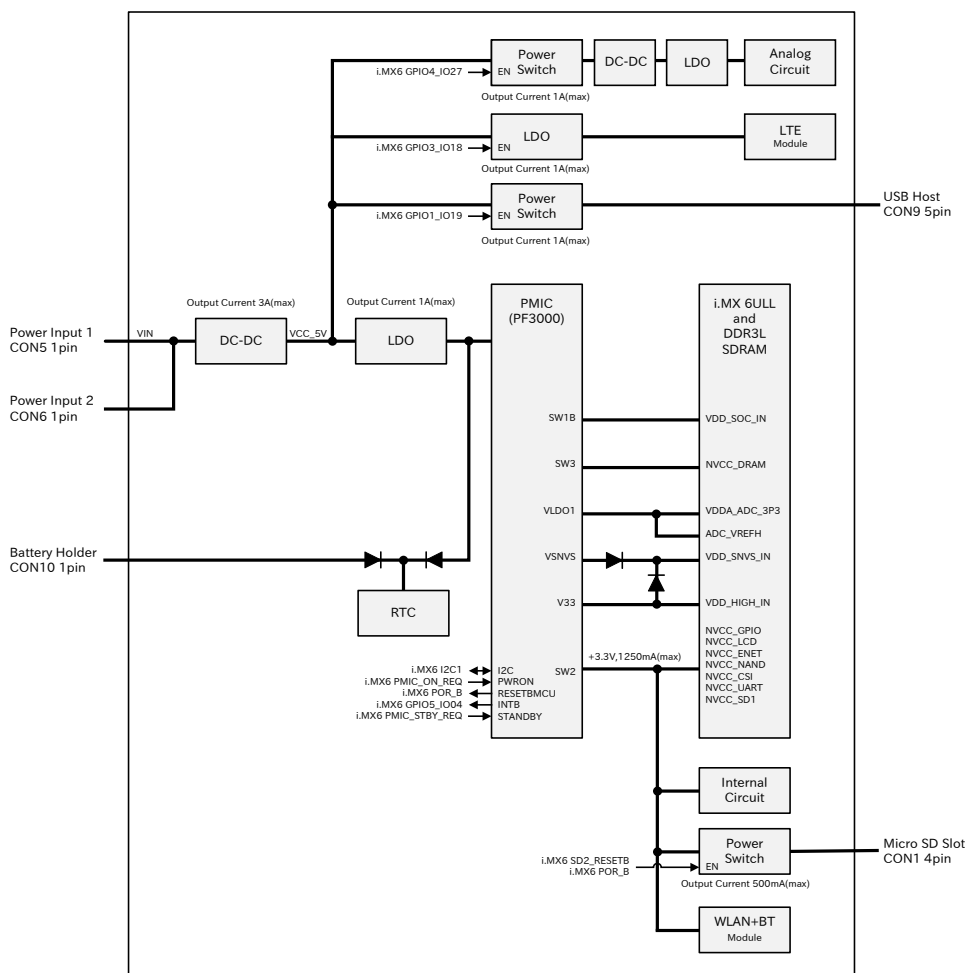 Power
Switch
DC-DC
LDO
Analog
Circuit
i.MX6 GPIO4_IO27
EN
Output Current 1A(max)
LDO
LTE
Module
i.MX6 GPIO3_IO18
EN
Output Current 1A(max)
Power
Switch
USB Host
CON9 5pin
i.MX6 GPIO1_IO19
EN
Output Current 1A(max)
Output Current 3A(max)
Output Current 1A(max)
PMIC
(PF3000)
i.MX 6ULL
and
DDR3L
SDRAM
Power Input 1
CON5 1pin
VIN
DC-DC
VCC_5V
LDO
Power Input 2
CON6 1pin
SW1B
VDD_SOC_IN
SW3
NVCC_DRAM
VLDO1
VDDA_ADC_3P3
ADC_VREFH
Battery Holder
CON10 1pin
VSNVS
VDD_SNVS_IN
RTC
V33
VDD_HIGH_IN
NVCC_GPIO
NVCC_LCD
NVCC_ENET
NVCC_NAND
NVCC_CSI
NVCC_UART
NVCC_SD1
+3.3V,1250mA(max)
SW2
i.MX6 I2C1
I2C
i.MX6 PMIC_ON_REQ
PWRON
i.MX6 POR_B
RESETBMCU
i.MX6 GPIO5_IO04
INTB
i.MX6 PMIC_STBY_REQ
STANDBY
Internal
Circuit
Power
Switch
Micro SD Slot
CON1 4pin
i.MX6 SD2_RESETB
i.MX6 POR_B
EN
Output Current 500mA(max)
WLAN+BT
Module